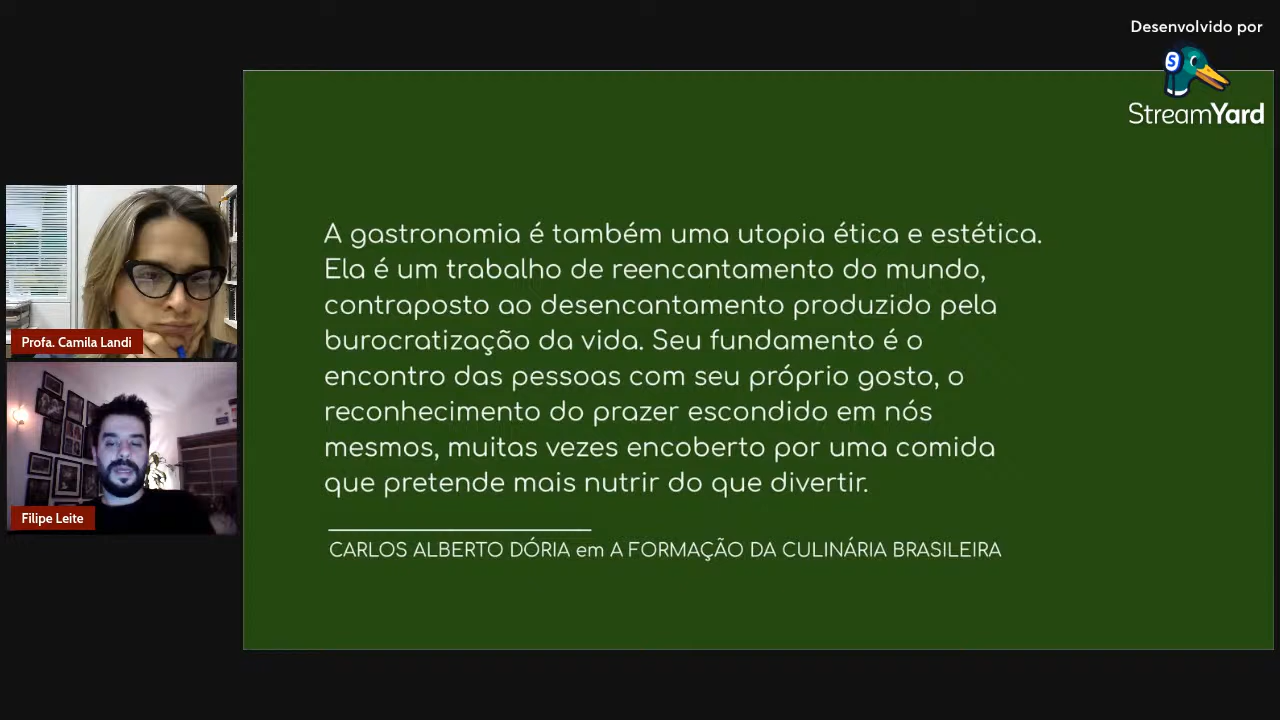 Desenvolvido por
S
StreamYard
A gastronomia é também uma utopia ética e estética.
Ela é um trabalho de reencantamento do mundo,
contraposto ao desencantamento produzido pela
burocratização da vida. Seu fundamento é o
encontro das pessoas com seu próprio gosto, o
reconhecimento do prazer escondido em nós
mesmos, muitas vezes encoberto por uma comida
que pretende mais nutrir do que divertir.
CARLOS ALBERTO DÓRIA em A FORMAÇÃO DA CULINÁRIA BRASILEIRA
Profa. Camila Landi
Filipe Leite